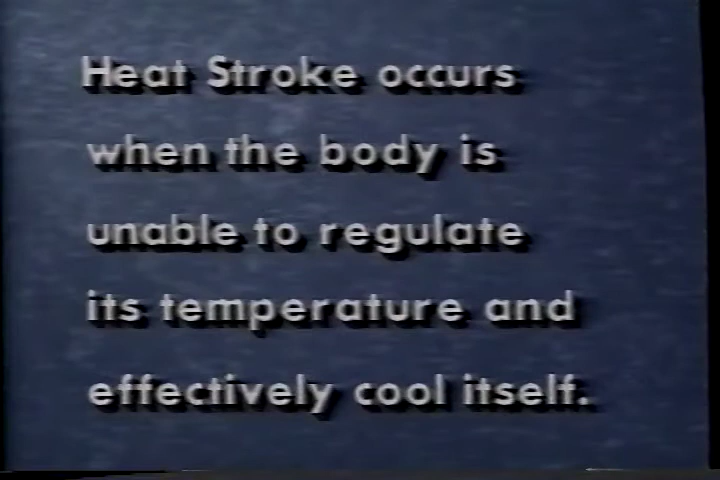 Heat Stroke occurs
when the body is
unable to regulate
its temperature and
effectively cool itself.